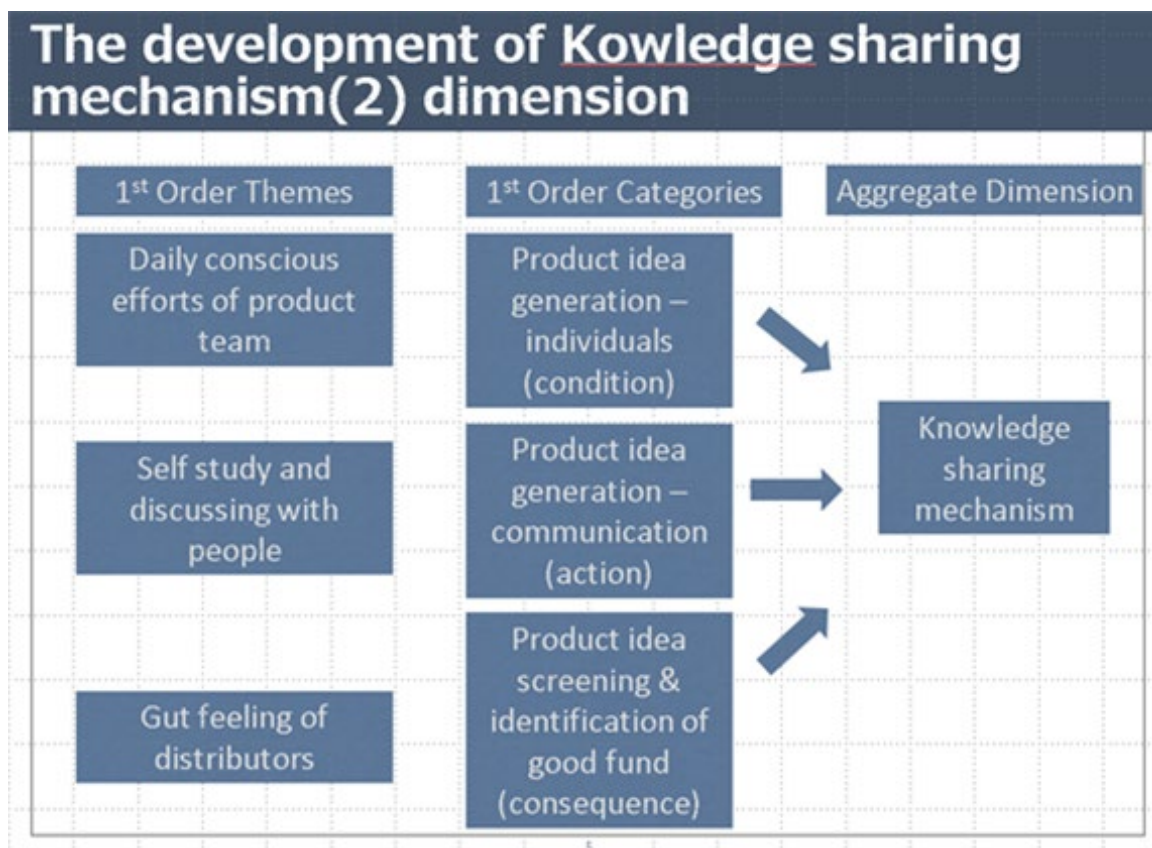 The development of Kowledge sharing
mechanism(2) dimension
1st Order Themes
1st Order Categories
Aggregate Dimension
Daily conscious
efforts of product
team
Product idea
generation –
individuals
(condition)
Self study and
discussing with
people
Product idea
generation –
communication
(action)
Knowledge
sharing
mechanism
Gut feeling of
distributors
Product idea
screening &
identification of
good fund
(consequence)